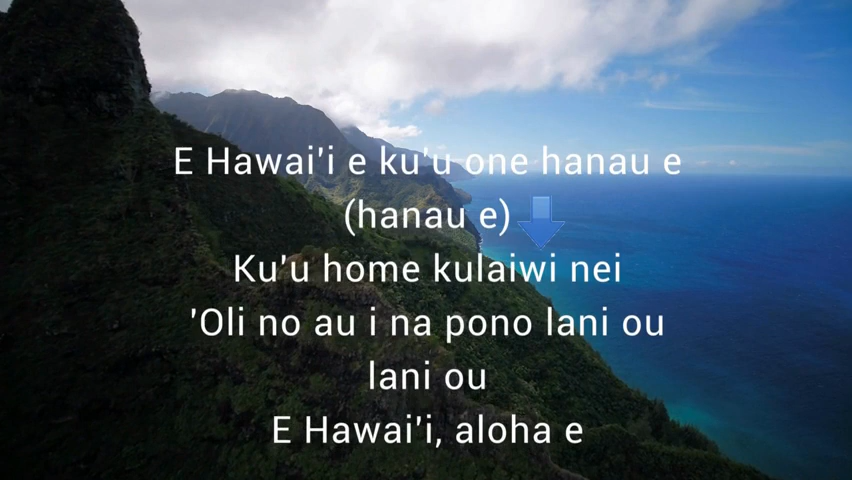 E Hawai'i e ku'u one hanau e
(hanau e)
Ku'u home kulaiwi nei
'Oli no au i na pono lani ou
lani ou
E Hawai'i, aloha e